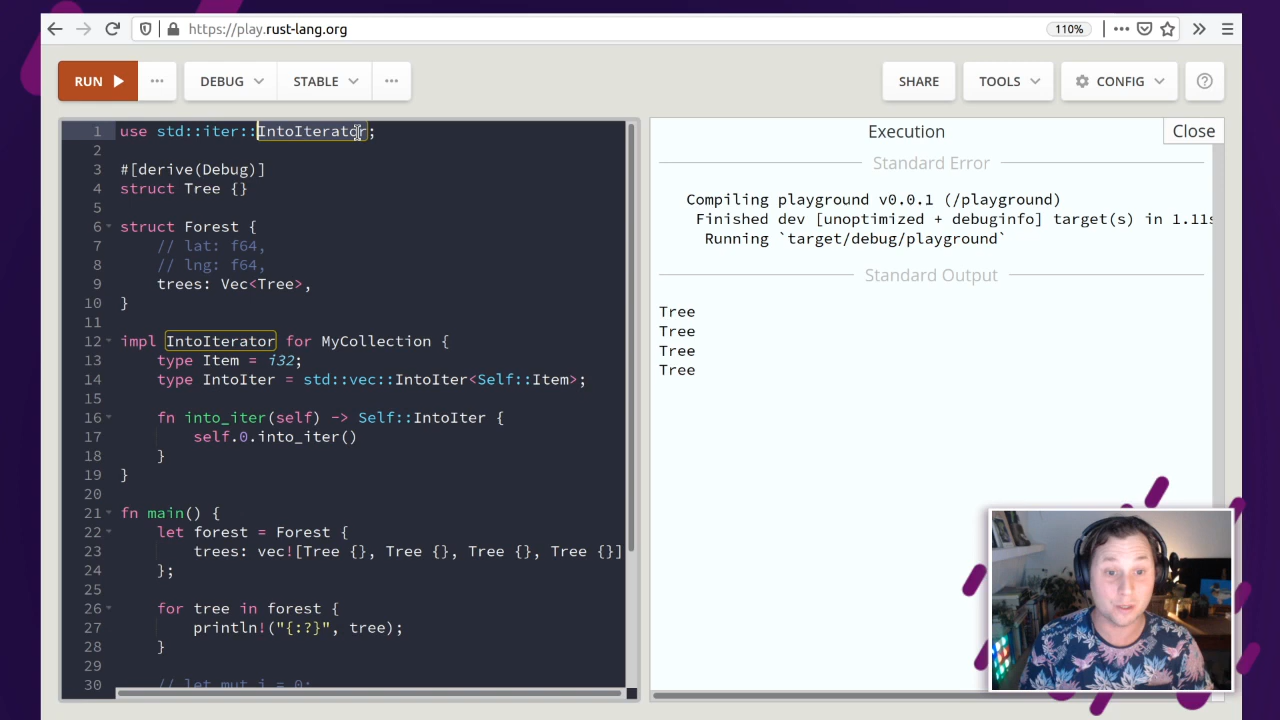 https://play.rust-lang.org
110%
RUN
DEBUG
STABLE
SHARE
TOOLS
CONFIG
1 use std::iter::IntoIterator;
2
3 #[derive(Debug)]
4 struct Tree {}
5
6 struct Forest {
7 // lat: f64,
8 // lng: f64,
9 trees: Vec<Tree>,
10 }
11
12 impl IntoIterator for MyCollection {
13 type Item = i32;
14 type IntoIter = std::vec::IntoIter<Self::Item>;
15
16 fn into_iter(self) -> Self::IntoIter {
17 self.0.into_iter()
18 }
19 }
20
21 fn main() {
22 let forest = Forest {
23 trees: vec![Tree {}, Tree {}, Tree {}, Tree {}]
24 };
25
26 for tree in forest {
27 println!("{:?}", tree);
28 }
29
30 // let mut i = 0;
Execution
Close
Standard Error
Compiling playground v0.0.1 (/playground)
Finished dev [unoptimized + debuginfo] target(s) in 1.11s
Running `target/debug/playground`
Standard Output
Tree
Tree
Tree
Tree